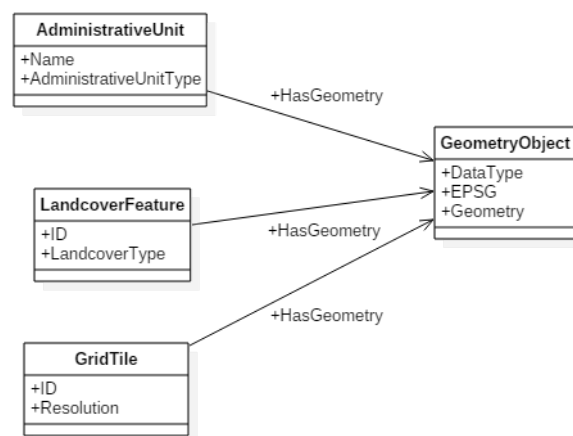 AdministrativeUnit
+Name
+AdministrativeUnitType
+HasGeometry
GeometryObject
+DataType
+EPSG
+Geometry
LandcoverFeature
+ID
+LandcoverType
+HasGeometry
+HasGeometry
GridTile
+ID
+Resolution